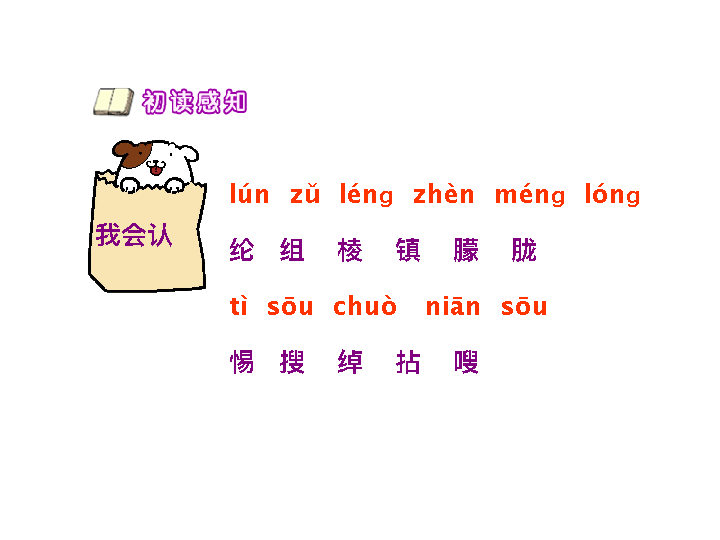 初读感知
我会认
lún zǔ léng zhèn méng lóng
纶 组 棱 镇 朦 胧
tì sōu chuò niān sōu
惕 搜 绰 拈 嗖